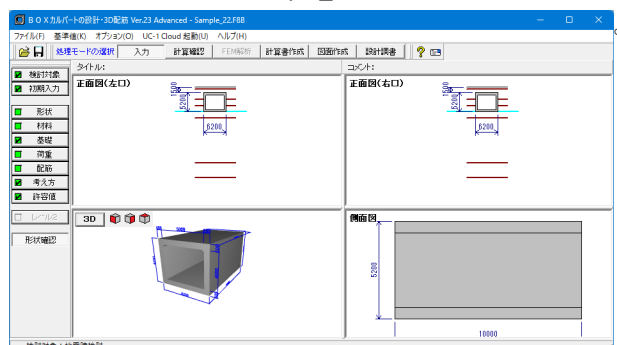 ＢＯＸカルバートの設計・3D配筋 Ver.23 Advanced - Sample_22.F8B
ファイル(F) 基準値(K) オプション(O) UC-1 Cloud 起動(U) ヘルプ(H)
処理モードの選択 入力 計算確認 FEM解析 計算書作成 図面作成 設計調書
検討対象
初期入力
形状
材料
基礎
荷重
配筋
考え方
許容値
レベル2
形状確認
タイトル:
コメント:
正面図(左口)
1500
5200
6200
正面図(右口)
1500
5200
6200
3D
側面図
5200
10000